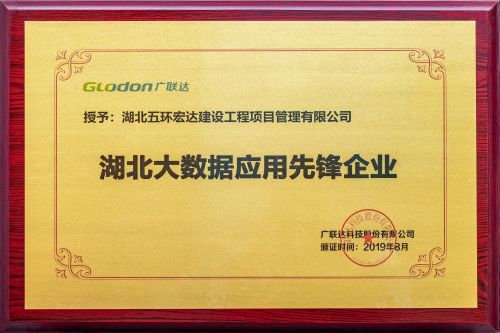 Glodon广联达
授予：湖北五环宏达建设工程项目管理有限公司
湖北大数据应用先锋企业
广联达科技股份有限公司
颁证时间：2019年8月